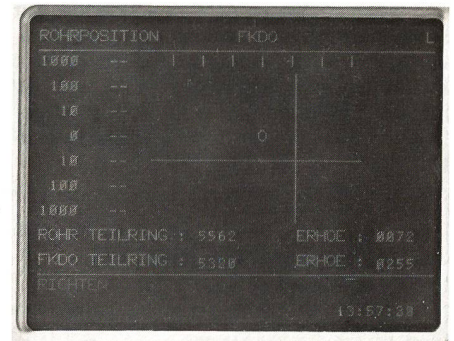 ROHRPOSITION FKDO L
1000 --
100 --
10 --
0 --
10 --
100 --
1000 --
ROHR TEILRING : 5562 ERHOE : 0072
FKDO TEILRING : 5320 ERHOE : 0255
RICHTEN
13:57:38